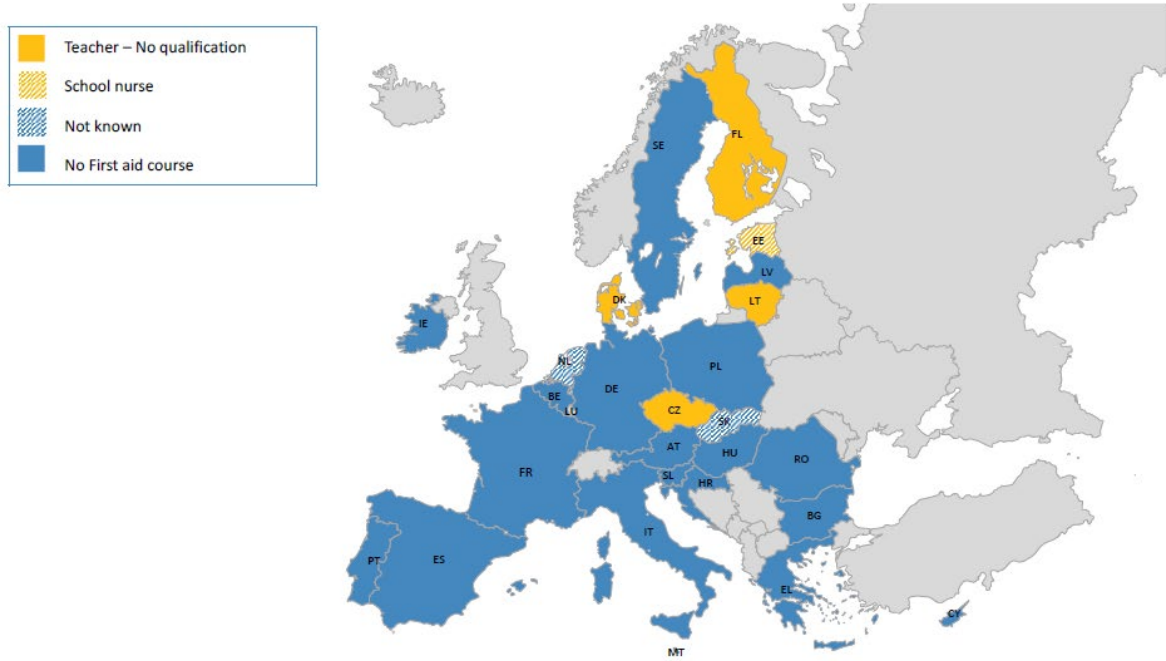 Teacher – No qualification
School nurse
Not known
No First aid course
FL
SE
EE
LV
LT
DK
IE
NL
PL
DE
BE
LU
CZ
SK
AT
HU
RO
FR
SL
HR
BG
IT
PT
ES
EL
CY
MT